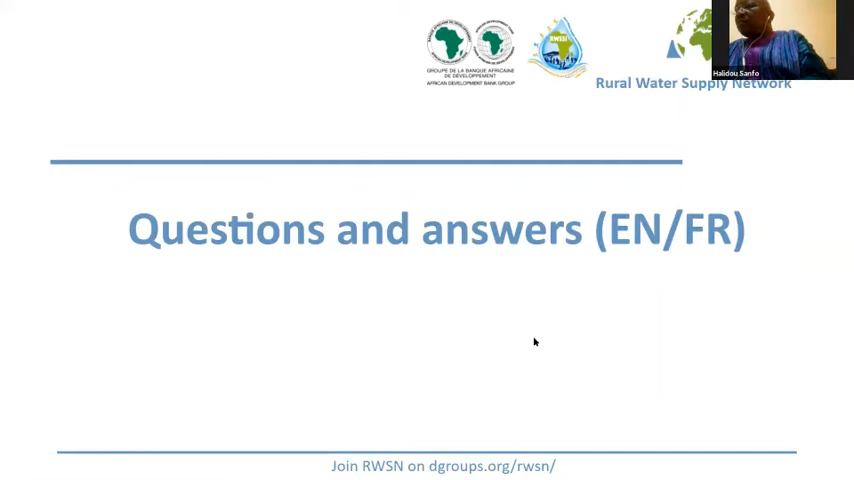 GROUPE DE LA BANQUE AFRICAINE
DE DÉVELOPPEMENT
AFRICAN DEVELOPMENT BANK GROUP
RWSSI
Halidou Sanfo
Rural Water Supply Network
Questions and answers (EN/FR)
Join RWSN on dgroups.org/rwsn/